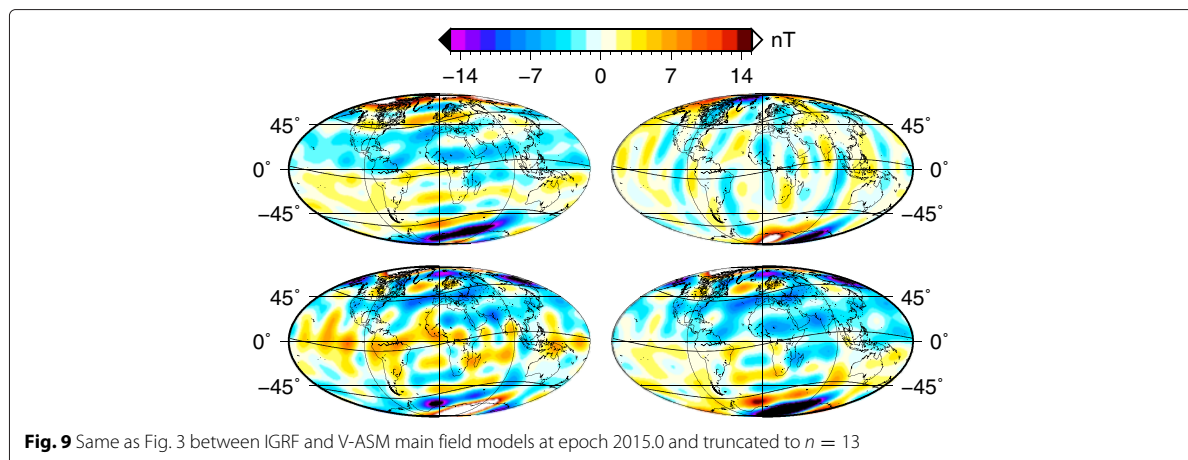 nT
−14 −7 0 7 14
45° 45°
0° 0°
−45° −45°
45° 45°
0° 0°
−45° −45°
Fig. 9 Same as Fig. 3 between IGRF and V-ASM main field models at epoch 2015.0 and truncated to n = 13